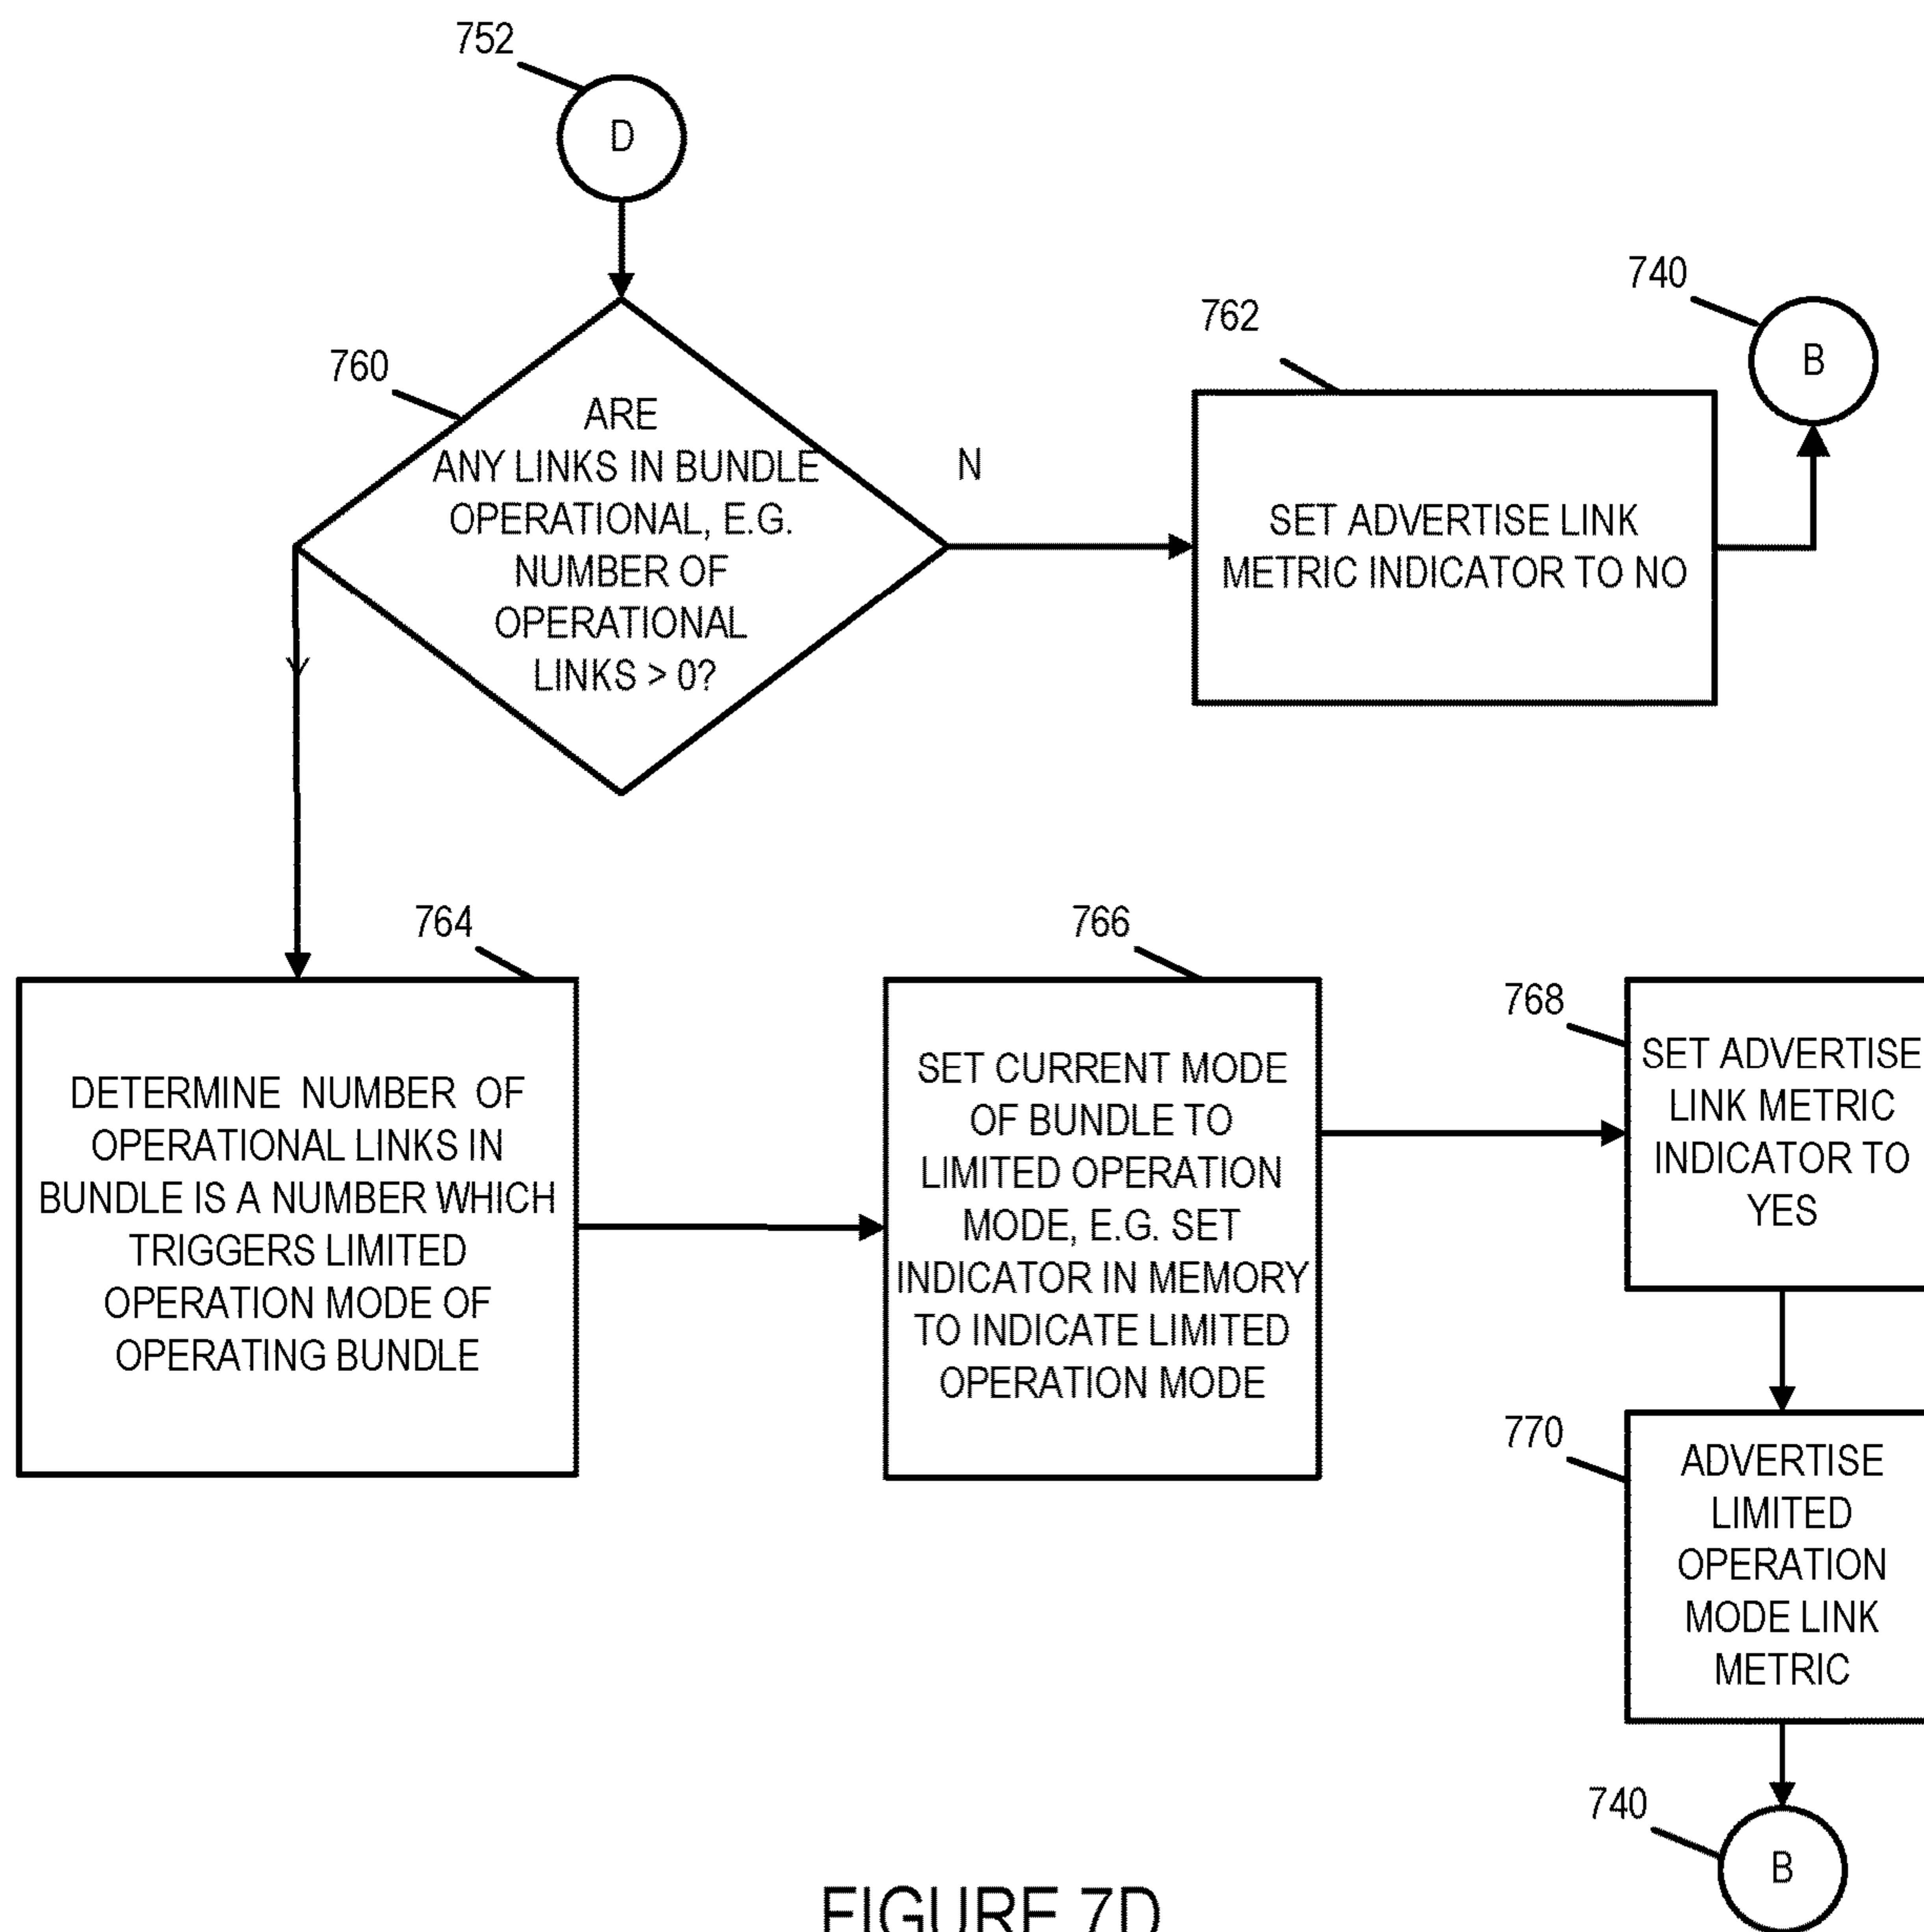 752
D
740
B
762
760
ARE
ANY LINKS IN BUNDLE
OPERATIONAL, E.G.
NUMBER OF
OPERATIONAL
LINKS > 0?
N
Y
SET ADVERTISE LINK
METRIC INDICATOR TO NO
764
DETERMINE NUMBER OF
OPERATIONAL LINKS IN
BUNDLE IS A NUMBER WHICH
TRIGGERS LIMITED
OPERATION MODE OF
OPERATING BUNDLE
766
SET CURRENT MODE
OF BUNDLE TO
LIMITED OPERATION
MODE, E.G. SET
INDICATOR IN MEMORY
TO INDICATE LIMITED
OPERATION MODE
768
SET ADVERTISE
LINK METRIC
INDICATOR TO
YES
770
ADVERTISE
LIMITED
OPERATION
MODE LINK
METRIC
740
B
FIGURE 7D